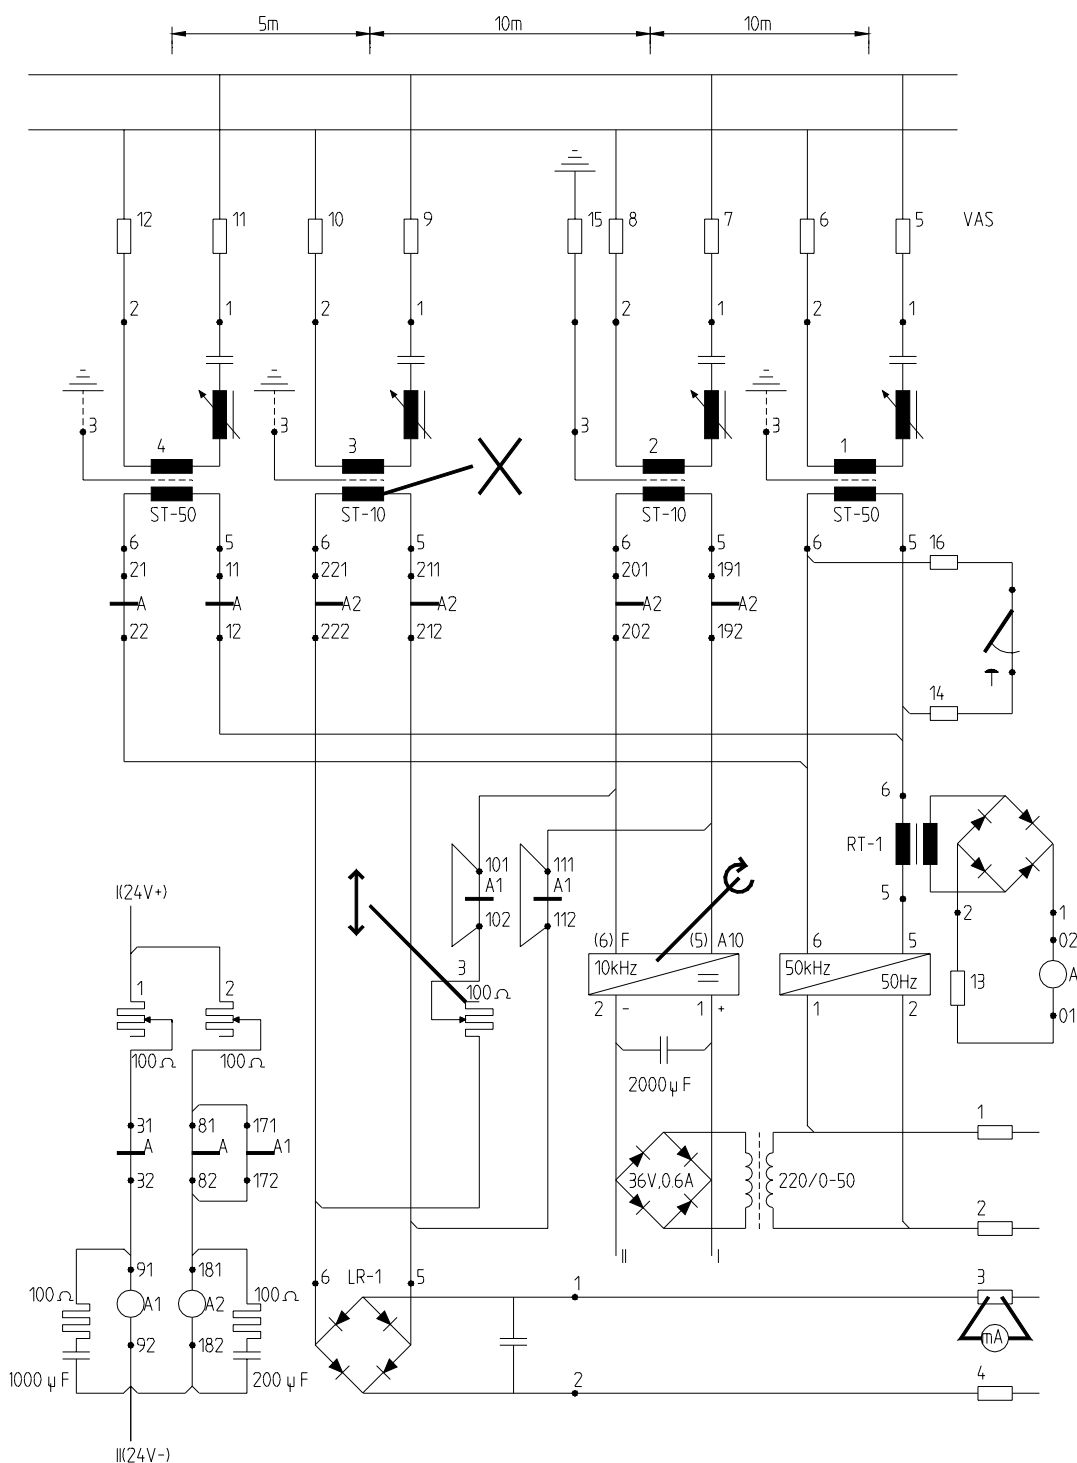 5m 10m 10m
12 11 10 9 15 8 7 6 5 VAS
2 1 2 1 2 1 2 1
3 3 3 3
4 3 2 1
ST-50 ST-10 ST-10 ST-50
6 5 6 5 6 5 6 5 16
21 11 221 211 201 191
A A A2 A2 A2 A2
22 12 222 212 202 192
14
6
RT-1
101 111
I(24V+) A1 A1
5
102 112 2 1
(6) F (5) A10 6 5 02
3 10kHz 50kHz
1 2 100Ω = 50Hz 13 A
2 - 1 + 1 2 01
100Ω 100Ω
2000µF
31 81 171 1
A A A1
32 82 172 36V,0.6A 220/0-50
2
II I
91 181 6 LR-1 5 1 3
100Ω 100Ω
A1 A2
92 182 mA
1000µF 200µF 2 4
II(24V-)